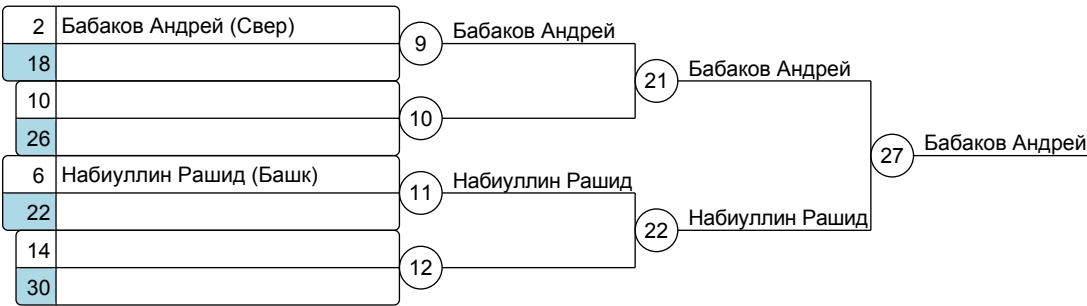 2 Бабаков Андрей (Свер)
9 Бабаков Андрей
18
21 Бабаков Андрей
10
10
26
27 Бабаков Андрей
6 Набиуллин Рашид (Башк)
11 Набиуллин Рашид
22
22 Набиуллин Рашид
14
12
30